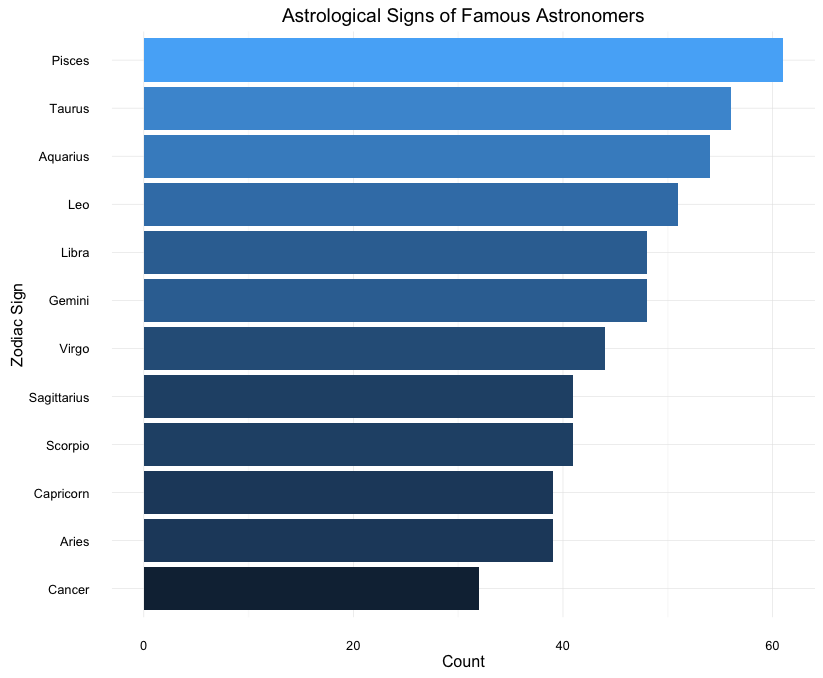 Astrological Signs of Famous Astronomers
Zodiac Sign
Pisces
Taurus
Aquarius
Leo
Libra
Gemini
Virgo
Sagittarius
Scorpio
Capricorn
Aries
Cancer
0 20 40 60
Count